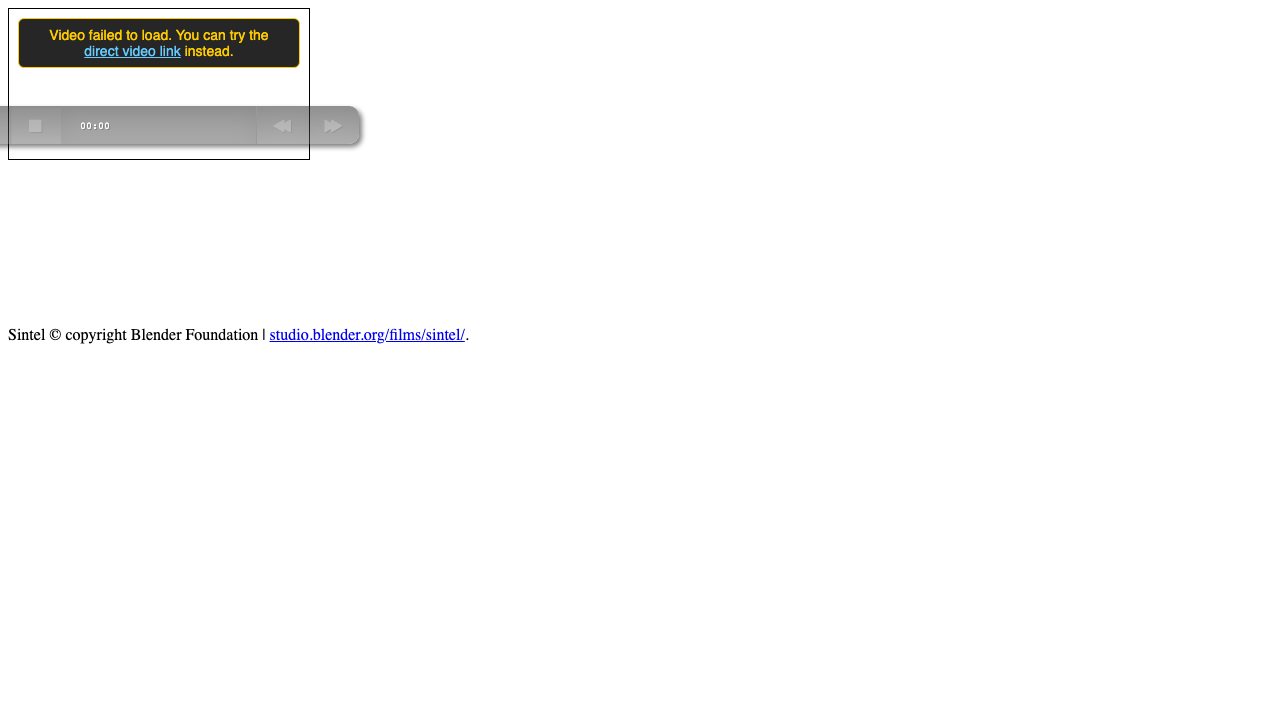 Video failed to load. You can try the
direct video link instead.
00:00
Sintel © copyright Blender Foundation | studio.blender.org/films/sintel/.